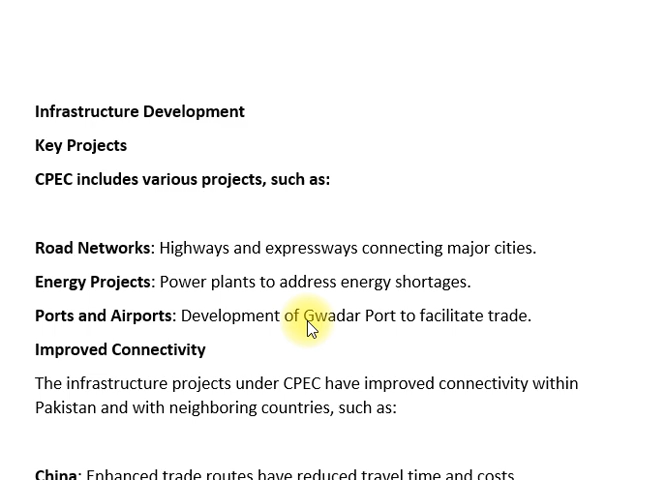 Infrastructure Development
Key Projects
CPEC includes various projects, such as:
Road Networks: Highways and expressways connecting major cities.
Energy Projects: Power plants to address energy shortages.
Ports and Airports: Development of Gwadar Port to facilitate trade.
Improved Connectivity
The infrastructure projects under CPEC have improved connectivity within
Pakistan and with neighboring countries, such as:
China: Enhanced trade routes have reduced travel time and costs